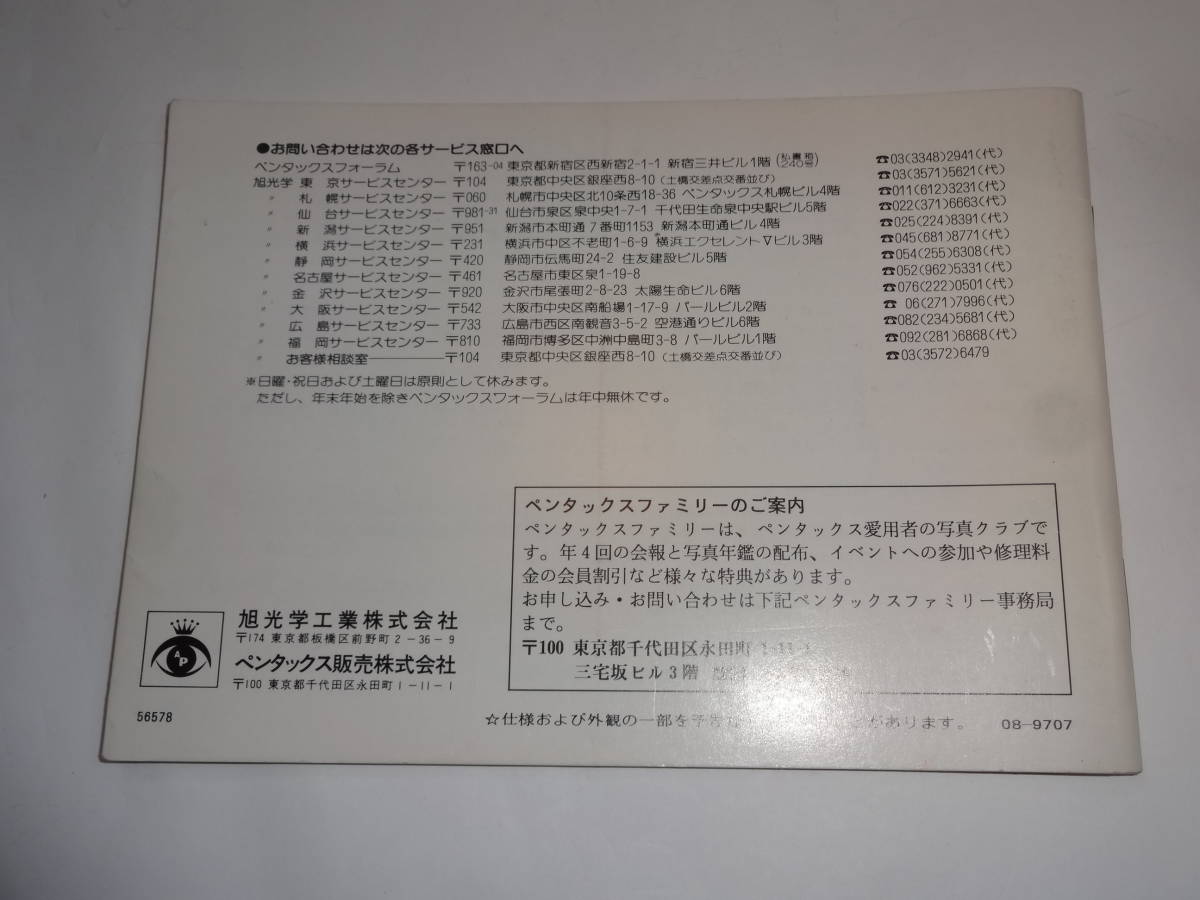 ●お問い合わせは次の各サービス窓口へ
ペンタックスフォーラム 〒163-04 東京都新宿区西新宿2-1-1 新宿三井ビル1階(私書箱240号) ☎03(3348)2941(代)
旭光学 東 京サービスセンター 〒104 東京都中央区銀座西8-10(土橋交差点交番並び) ☎03(3571)5621(代)
〃 札 幌サービスセンター 〒060 札幌市中央区北10条西18-36 ペンタックス札幌ビル4階 ☎011(612)3231(代)
〃 仙 台サービスセンター 〒981-31 仙台市泉区泉中央1-7-1 千代田生命泉中央駅ビル5階 ☎022(371)6663(代)
〃 新 潟サービスセンター 〒951 新潟市本町通7番町1153 新潟本町通ビル4階 ☎025(224)8391(代)
〃 横 浜サービスセンター 〒231 横浜市中区不老町1-6-9 横浜エクセレントVビル3階 ☎045(681)8771(代)
〃 静 岡サービスセンター 〒420 静岡市伝馬町24-2 住友建設ビル5階 ☎054(255)6308(代)
〃 名古屋サービスセンター 〒461 名古屋市東区泉1-19-8 ☎052(962)5331(代)
〃 金 沢サービスセンター 〒920 金沢市尾張町2-8-23 太陽生命ビル6階 ☎076(222)0501(代)
〃 大 阪サービスセンター 〒542 大阪市中央区南船場1-17-9 パールビル2階 ☎06(271)7996(代)
〃 広 島サービスセンター 〒733 広島市西区南観音3-5-2 空港通りビル6階 ☎082(234)5681(代)
〃 福 岡サービスセンター 〒810 福岡市博多区中洲中島町3-8 パールビル1階 ☎092(281)6868(代)
〃 お客様相談室――――〒104 東京都中央区銀座西8-10(土橋交差点交番並び) ☎03(3572)6479
※日曜・祝日および土曜日は原則として休みます。
ただし、年末年始を除きペンタックスフォーラムは年中無休です。
ペンタックスファミリーのご案内
ペンタックスファミリーは、ペンタックス愛用者の写真クラブで
す。年4回の会報と写真年鑑の配布、イベントへの参加や修理料
金の会員割引など様々な特典があります。
お申し込み・お問い合わせは下記ペンタックスファミリー事務局
まで。
〒100 東京都千代田区永田町1-11-1
三宅坂ビル3階
AP
旭光学工業株式会社
〒174 東京都板橋区前野町2-36-9
ペンタックス販売株式会社
〒100 東京都千代田区永田町1-11-1
56578
☆仕様および外観の一部を予告な があります。
08-9707